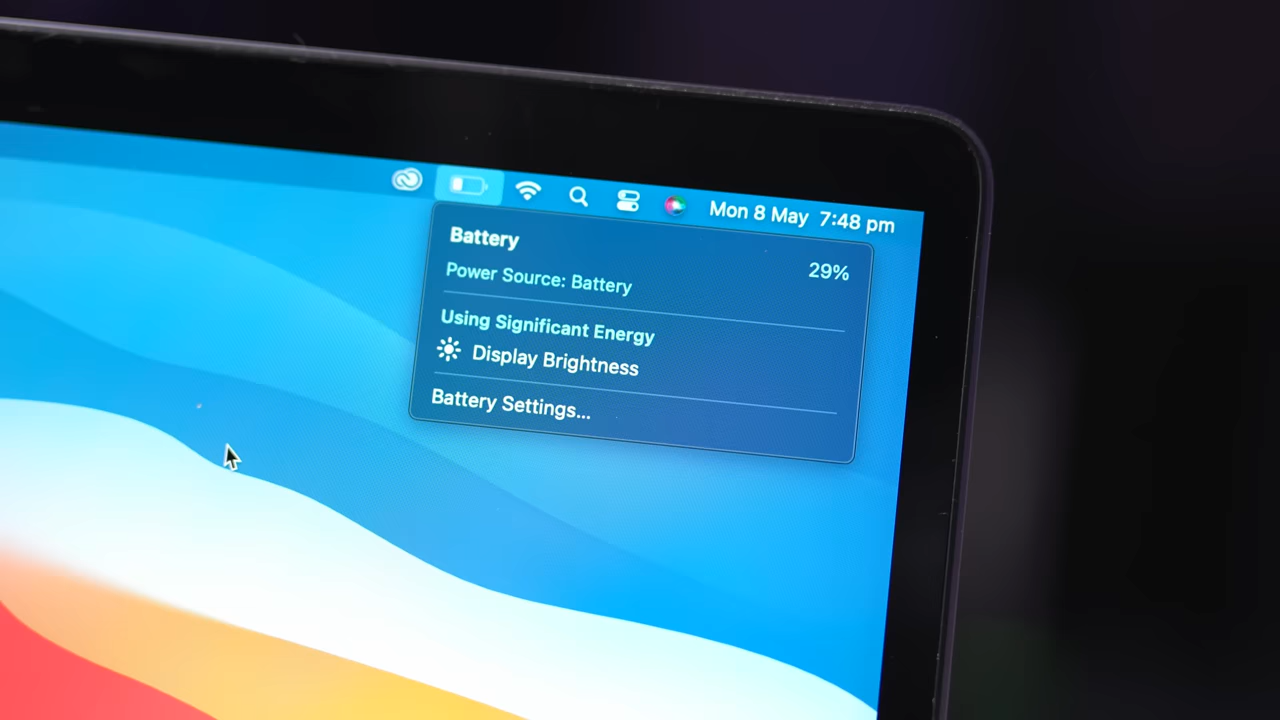 Mon 8 May 7:48 pm
Battery
29%
Power Source: Battery
Using Significant Energy
Display Brightness
Battery Settings...